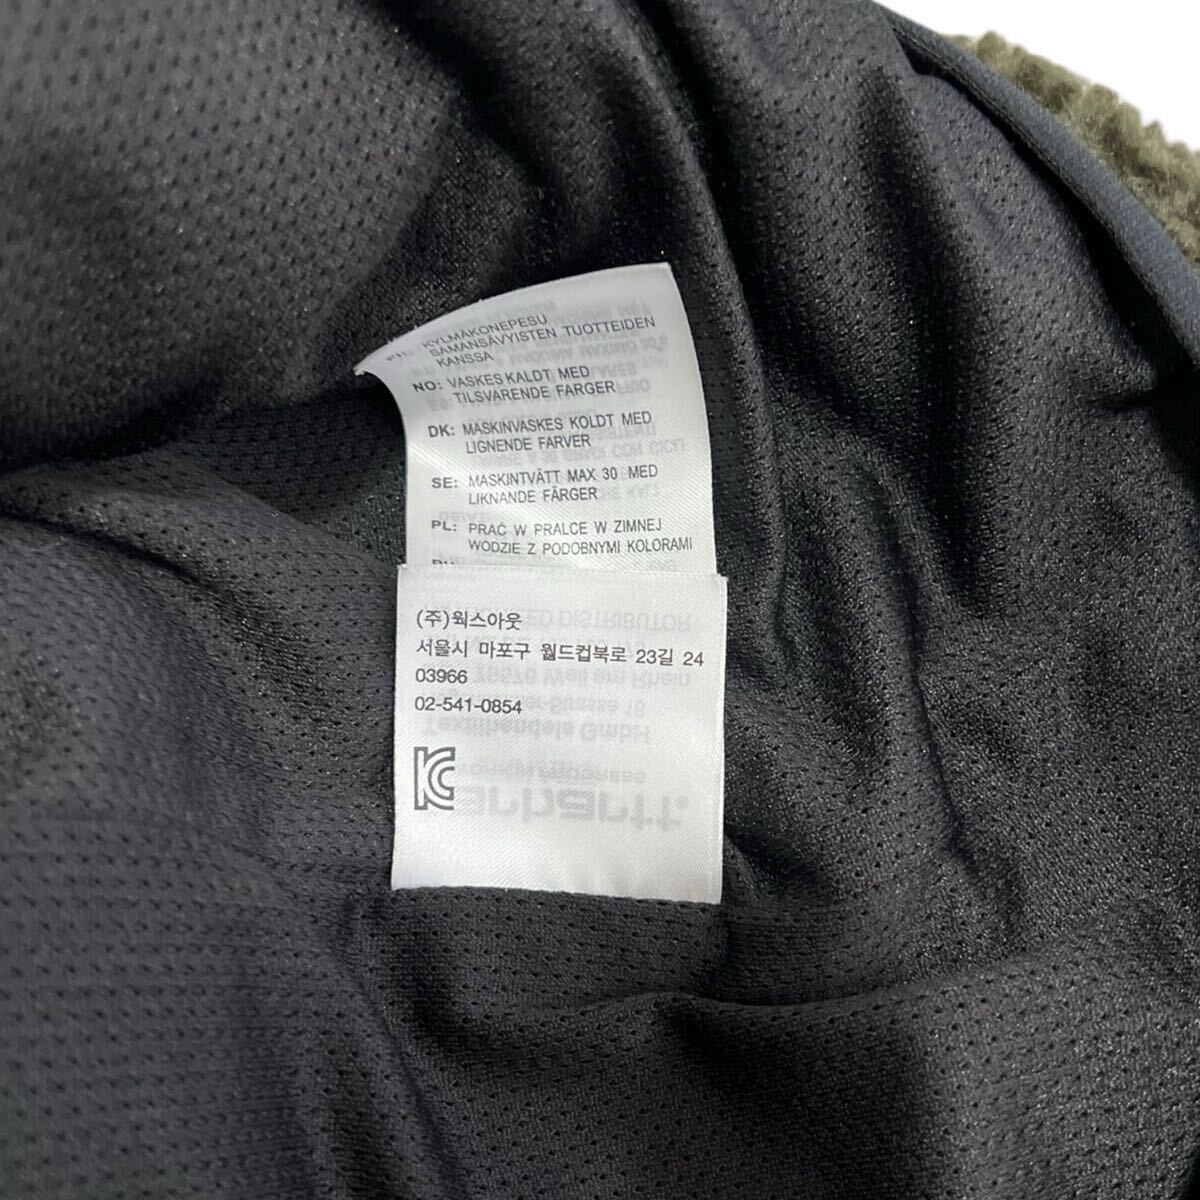 KYLMÄKONEPESU
SAMANSÄVYISTEN TUOTTEIDEN
KANSSA
NO: VASKES KALDT MED
TILSVARENDE FARGER
DK: MASKINVASKES KOLDT MED
LIGNENDE FARVER
SE: MASKINTVÄTT MAX 30 MED
LIKNANDE FÄRGER
PL: PRAĆ W PRALCE W ZIMNEJ
WODZIE Z PODOBNYMI KOLORAMI
(주)웍스아웃
서울시 마포구 월드컵북로 23길 24
03966
02-541-0854
KC